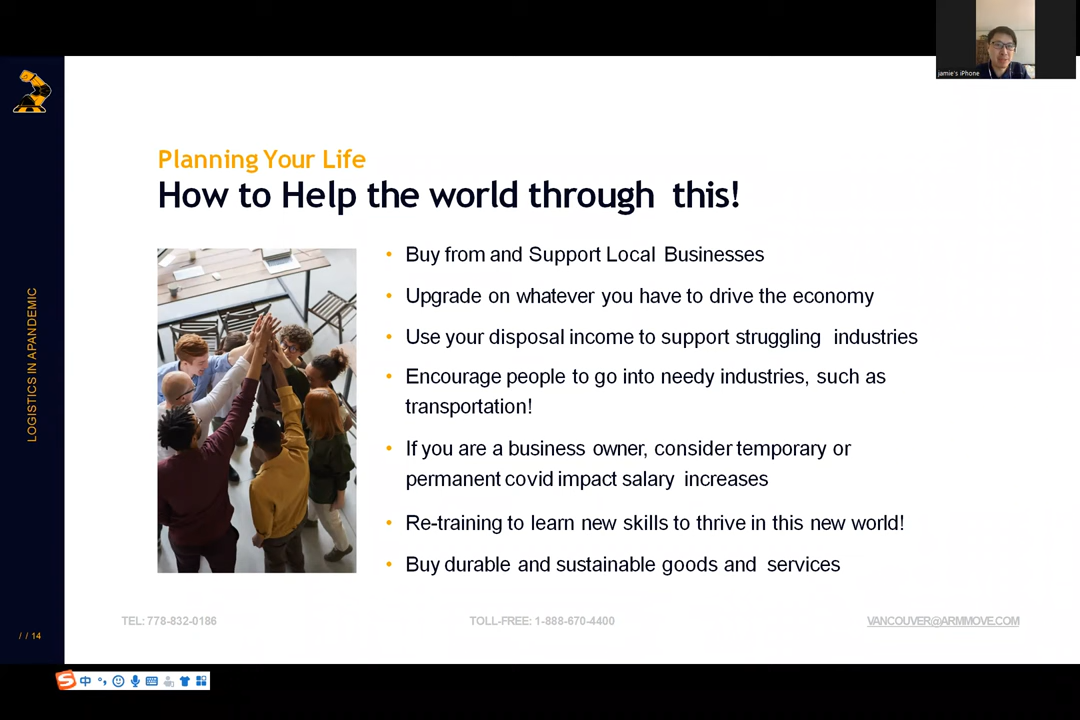 jamie's iPhone
Planning Your Life
How to Help the world through this!
• Buy from and Support Local Businesses
• Upgrade on whatever you have to drive the economy
• Use your disposal income to support struggling industries
• Encourage people to go into needy industries, such as
transportation!
• If you are a business owner, consider temporary or
permanent covid impact salary increases
• Re-training to learn new skills to thrive in this new world!
• Buy durable and sustainable goods and services
LOGISTICS IN A PANDEMIC
/ / 14
TEL: 778-832-0186
TOLL-FREE: 1-888-670-4400
VANCOUVER@ARMMOVE.COM
S 中 °,